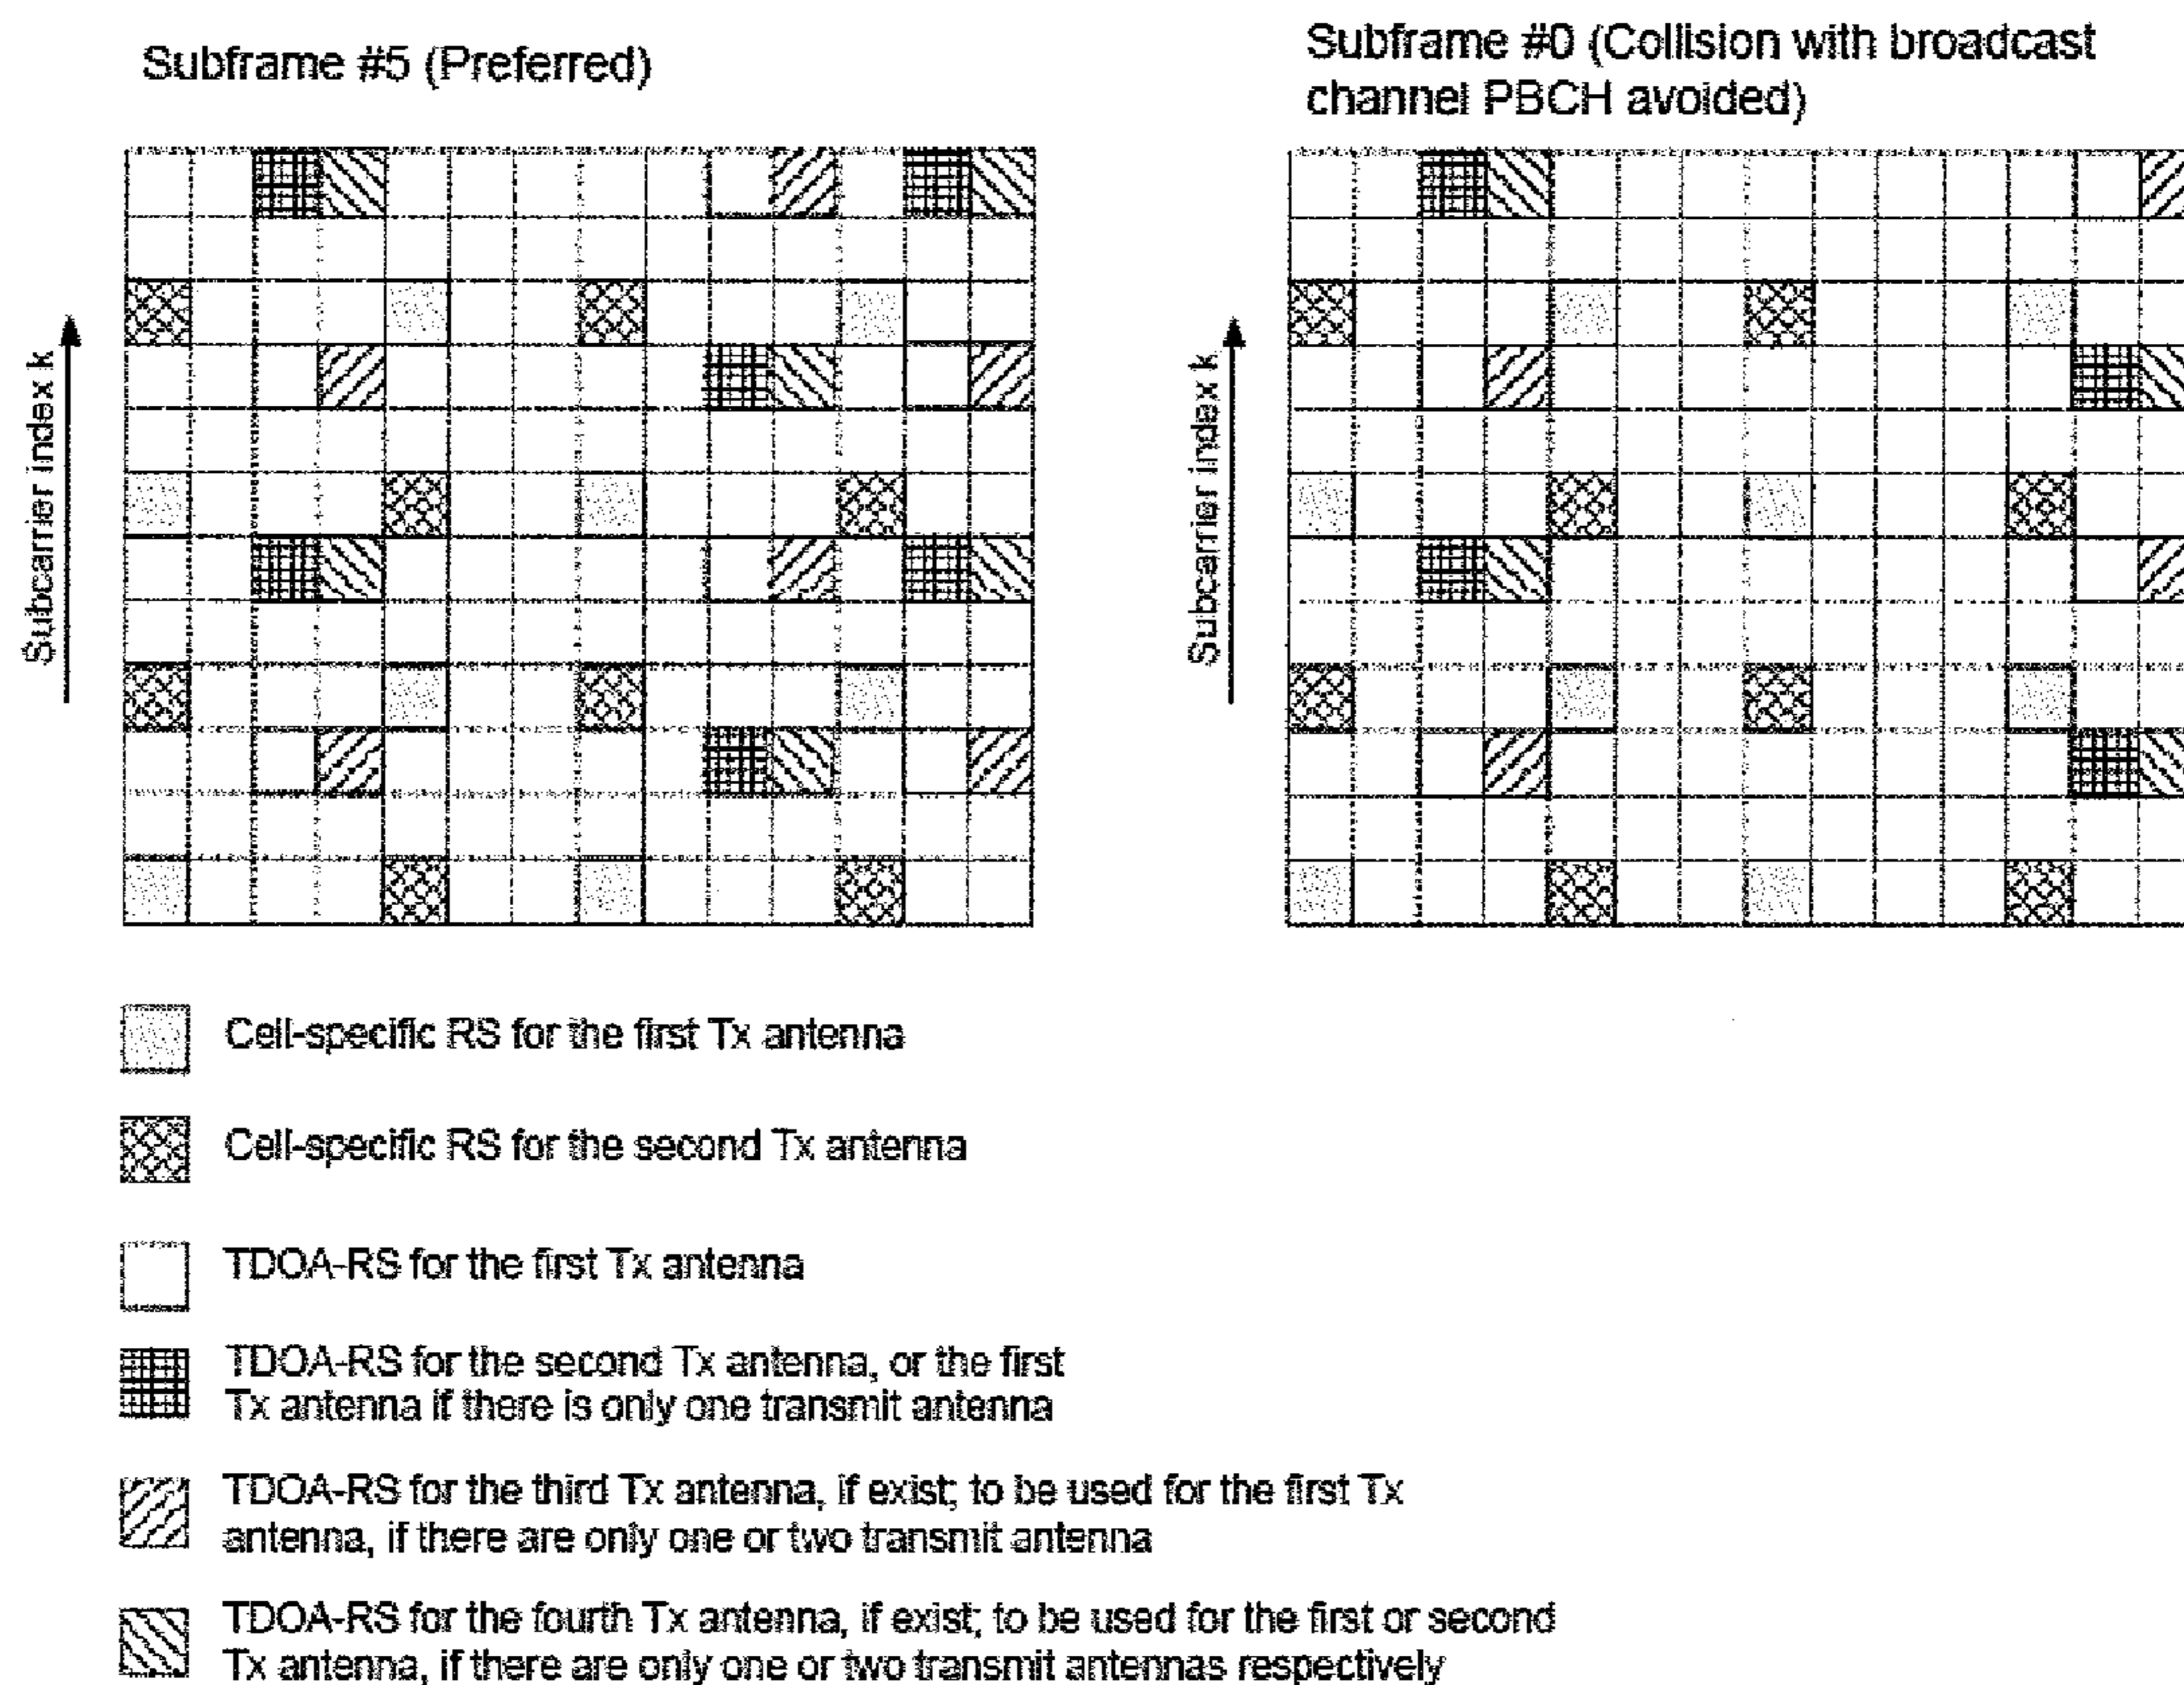 Subframe #5 (Preferred)
Subframe #0 (Collision with broadcast
channel PBCH avoided)
Subcarrier index k
Subcarrier index k
Cell-specific RS for the first Tx antenna
Cell-specific RS for the second Tx antenna
TDOA-RS for the first Tx antenna
TDOA-RS for the second Tx antenna, or the first
Tx antenna if there is only one transmit antenna
TDOA-RS for the third Tx antenna, if exist; to be used for the first Tx
antenna, if there are only one or two transmit antenna
TDOA-RS for the fourth Tx antenna, if exist; to be used for the first or second
Tx antenna, if there are only one or two transmit antennas respectively